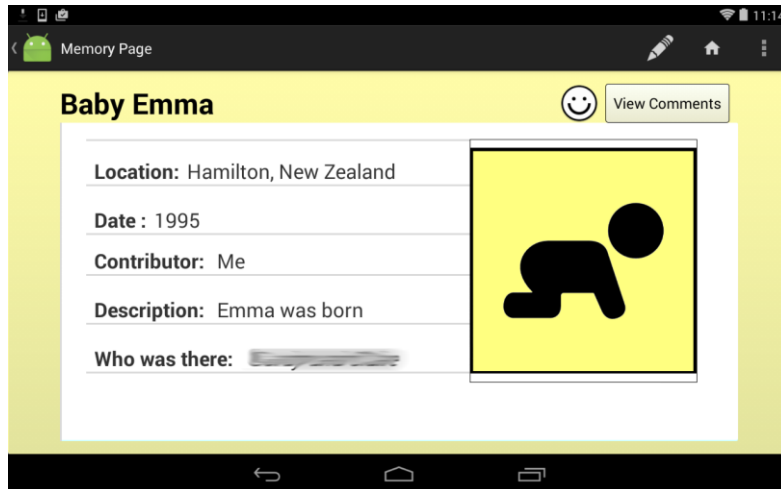 11:14
Memory Page
Baby Emma
View Comments
Location: Hamilton, New Zealand
Date : 1995
Contributor: Me
Description: Emma was born
Who was there: